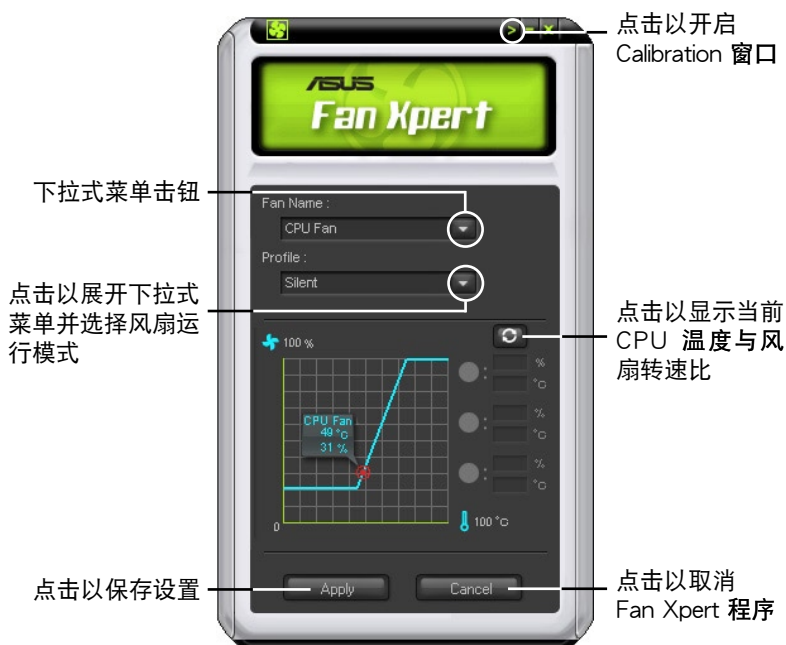 点击以开启
Calibration 窗口
ASUS
Fan Xpert
下拉式菜单击钮
Fan Name :
CPU Fan
Profile :
Silent
点击以展开下拉式
菜单并选择风扇运
行模式
点击以显示当前
CPU 温度与风
扇转速比
100 %
%
°C
%
°C
%
°C
CPU Fan
49 °C
31 %
0
100 °C
点击以保存设置
Apply
Cancel
点击以取消
Fan Xpert 程序